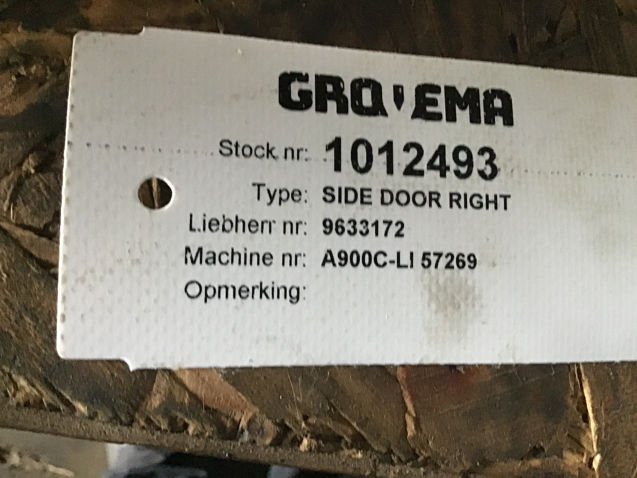 GRO'EMA
Stock nr: 1012493
Type: SIDE DOOR RIGHT
Liebherr nr: 9633172
Machine nr: A900C-LI 57269
Opmerking: